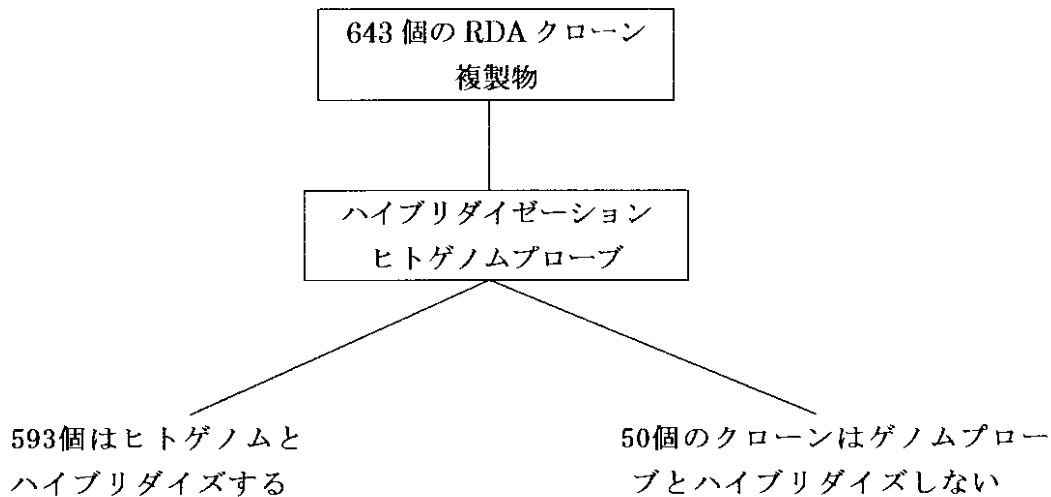 643 個の RDA クローン
複製物
ハイブリダイゼーション
ヒトゲノムプローブ
593個はヒトゲノムと
ハイブリダイズする
50個のクローンはゲノムプロー
ブとハイブリダイズしない